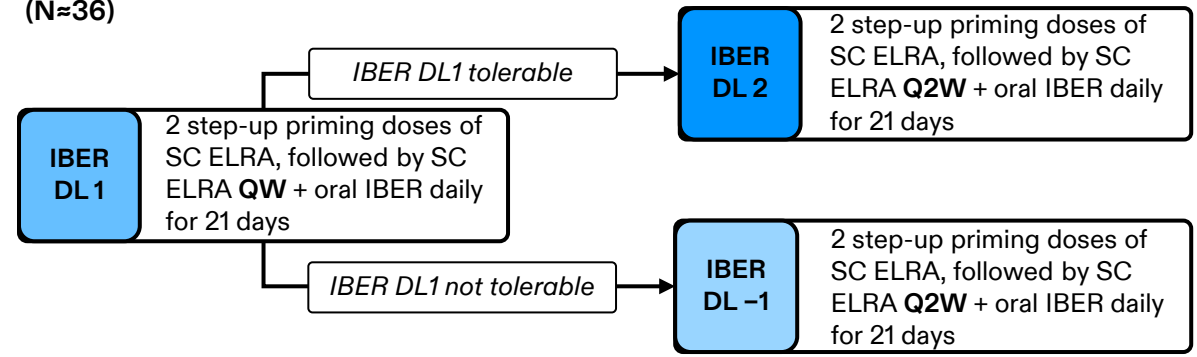 (N≈36)
IBER DL1 tolerable
IBER
DL 2
2 step-up priming doses of
SC ELRA, followed by SC
ELRA Q2W + oral IBER daily
for 21 days
IBER
DL 1
2 step-up priming doses of
SC ELRA, followed by SC
ELRA QW + oral IBER daily
for 21 days
IBER DL1 not tolerable
IBER
DL –1
2 step-up priming doses of
SC ELRA, followed by SC
ELRA Q2W + oral IBER daily
for 21 days